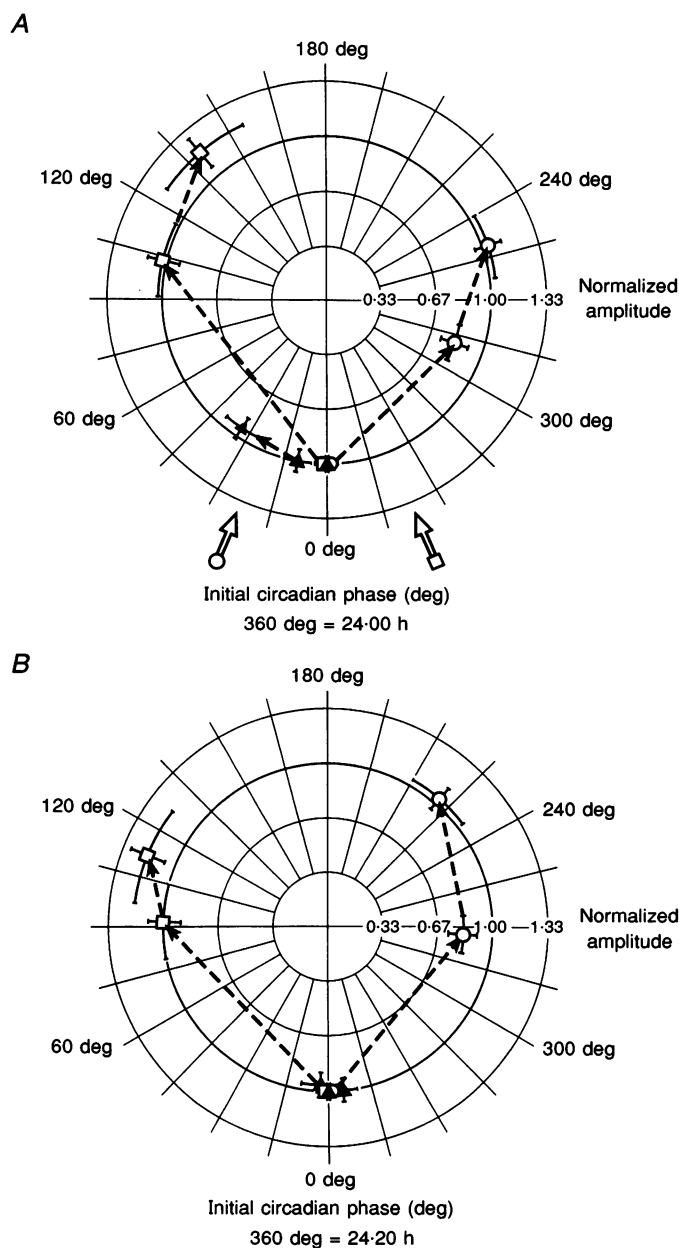 A
180 deg
120 deg
240 deg
Normalized
0·33 0·67 1·00 1·33
amplitude
60 deg
300 deg
0 deg
Initial circadian phase (deg)
360 deg = 24·00 h
B
180 deg
120 deg
240 deg
Normalized
0·33 0·67 1·00 1·33
amplitude
60 deg
300 deg
0 deg
Initial circadian phase (deg)
360 deg = 24·20 h